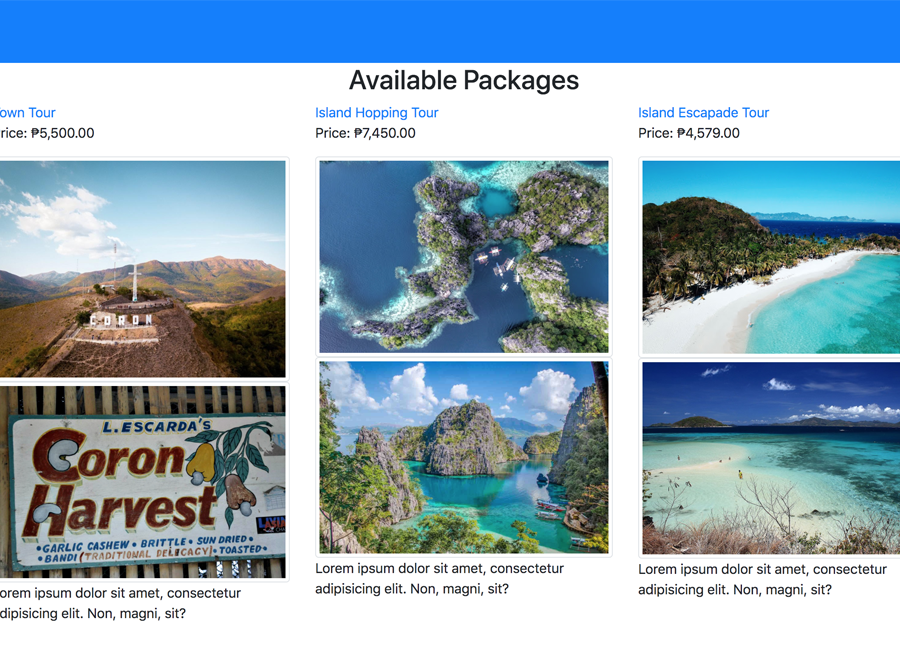 Available Packages
own Tour
rice: ₱5,500.00
Island Hopping Tour
Price: ₱7,450.00
Island Escapade Tour
Price: ₱4,579.00
CORON
L.ESCARDA'S
Coron
Harvest
•GARLIC CASHEW •BRITTLE •SUN DRIED•
•BANDI (TRADITIONAL DELECACY) •TOASTED•
orem ipsum dolor sit amet, consectetur
dipisicing elit. Non, magni, sit?
Lorem ipsum dolor sit amet, consectetur
adipisicing elit. Non, magni, sit?
Lorem ipsum dolor sit amet, consectetur
adipisicing elit. Non, magni, sit?